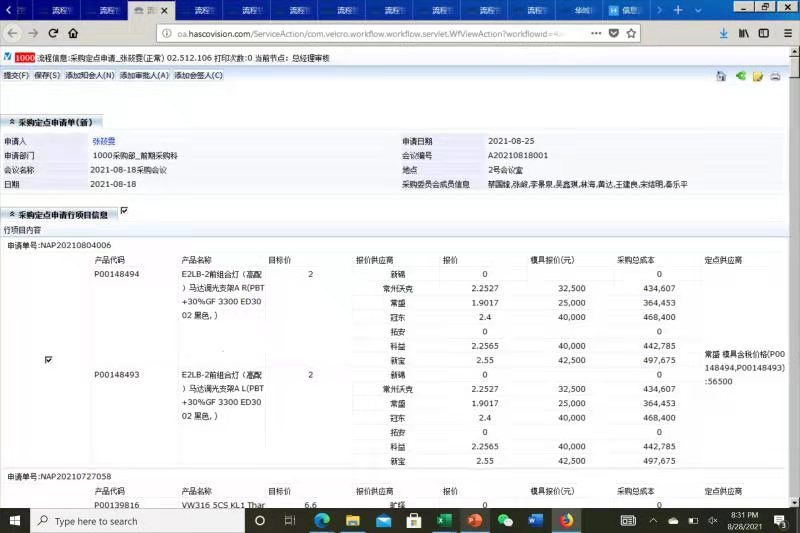 流程 流程 流程 流程 流程 流程 流程 流程 华域 信息
oa.hascovision.com/ServiceAction/com.velcro.workflow.workflow.servlet.WfViewAction?workflowid=4
1000 流程信息:采购定点申请_张筱雯(正常) 02.512.106 打印次数:0 当前节点: 总经理审核
提交(F) 保存(S) 添加知会人(N) 添加审批人(A) 添加会签人(C)
采购定点申请单(新)
申请人 张筱雯 申请日期 2021-08-25
申请部门 1000采购部_前期采购科 会议编号 A20210818001
会议名称 2021-08-18采购会议 地点 2号会议室
日期 2021-08-18 采购委员会成员信息 蔡国雄,张峻,李景泉,吴鑫琪,林海,黄达,王建良,宋结明,秦乐平
采购定点申请行项目信息
行项目内容
申请单号:NAP20210804006
产品代码 产品名称 目标价 报价供应商 报价 模具报价(元) 采购总成本 定点供应商
P00148494 E2LB-2前组合灯(高配)马达调光支架A R(PBT+30%GF 3300 ED3002 黑色,) 2 新锦 0 0
常州沃克 2.2527 32,500 434,607
常盛 1.9017 25,000 364,453
冠东 2.4 40,000 468,400
拓安 0 0
科益 2.2565 40,000 442,785
新宝 2.55 42,500 497,675
常盛 模具含税价格(P00148494,P00148493):56500
P00148493 E2LB-2前组合灯(高配)马达调光支架A L(PBT+30%GF 3300 ED3002 黑色,) 2 新锦 0 0
常州沃克 2.2527 32,500 434,607
常盛 1.9017 25,000 364,453
冠东 2.4 40,000 468,400
拓安 0 0
科益 2.2565 40,000 442,785
新宝 2.55 42,500 497,675
申请单号:NAP20210727058
产品代码 产品名称 目标价 报价供应商 报价 模具报价(元) 采购总成本 定点供应商
P00139816 VW316 5CS KL1 Thar 6.6 0 0
Type here to search
8:31 PM
8/28/2021